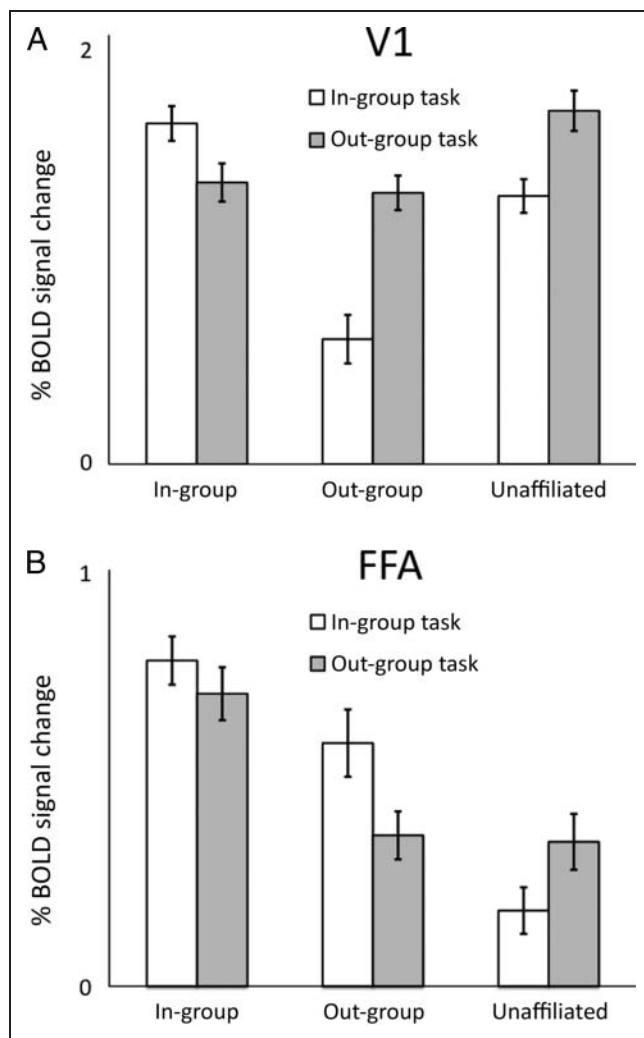 A
V1
2
In-group task
Out-group task
% BOLD signal change
0
In-group
Out-group
Unaffiliated
B
FFA
1
In-group task
Out-group task
% BOLD signal change
0
In-group
Out-group
Unaffiliated